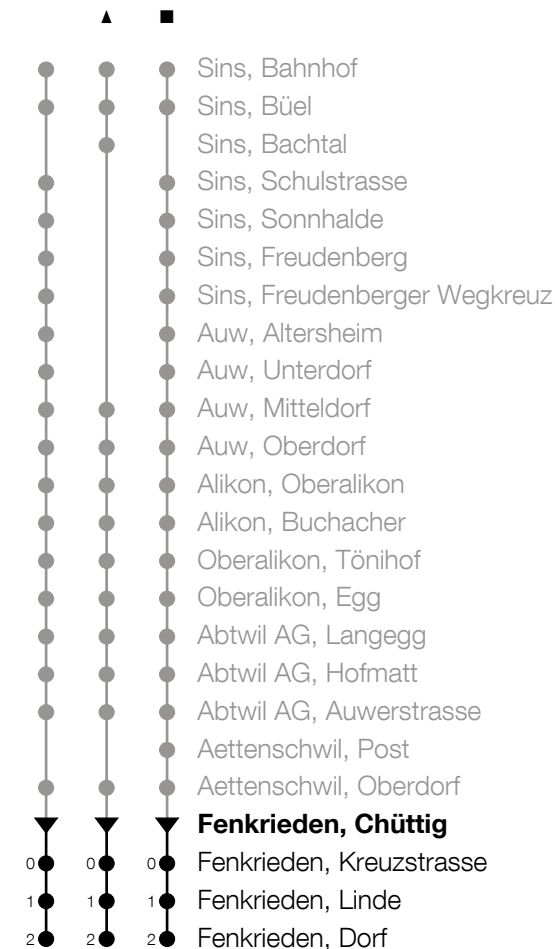 ▲ ■
Sins, Bahnhof
Sins, Büel
Sins, Bachtal
Sins, Schulstrasse
Sins, Sonnhalde
Sins, Freudenberg
Sins, Freudenberger Wegkreuz
Auw, Altersheim
Auw, Unterdorf
Auw, Mitteldorf
Auw, Oberdorf
Alikon, Oberalikon
Alikon, Buchacher
Oberalikon, Tönihof
Oberalikon, Egg
Abtwil AG, Langegg
Abtwil AG, Hofmatt
Abtwil AG, Auwerstrasse
Aettenschwil, Post
Aettenschwil, Oberdorf
Fenkrieden, Chüttig
0 0 0 Fenkrieden, Kreuzstrasse
1 1 1 Fenkrieden, Linde
2 2 2 Fenkrieden, Dorf